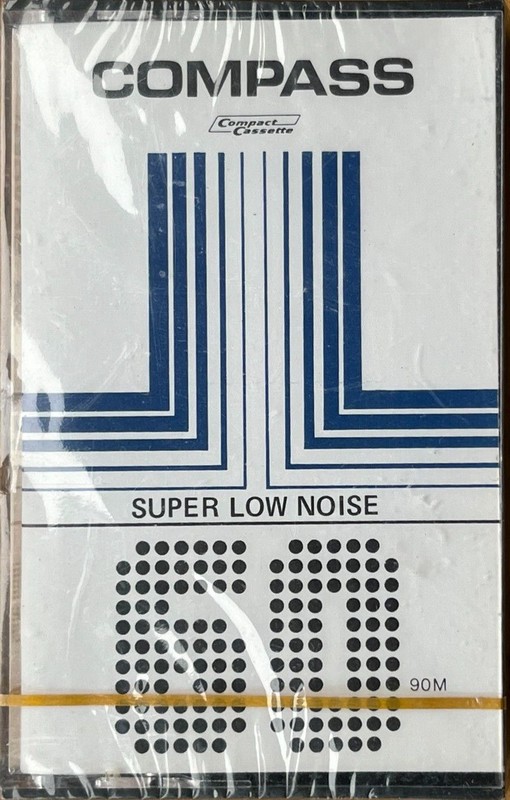 COMPASS
Compact
Cassette
SUPER LOW NOISE
60
90M